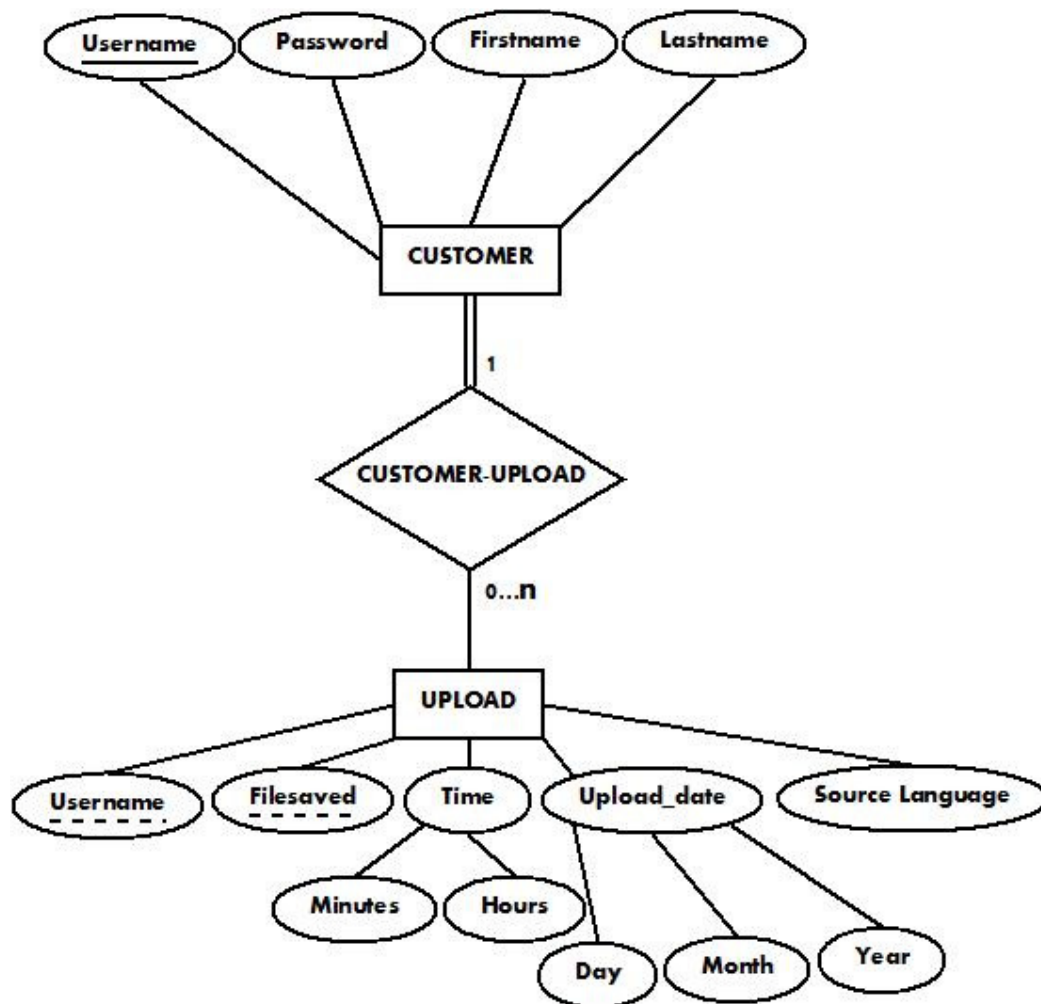 Username
Password
Firstname
Lastname
CUSTOMER
1
CUSTOMER-UPLOAD
0...n
UPLOAD
Username
Filesaved
Time
Upload_date
Source Language
Minutes
Hours
Day
Month
Year